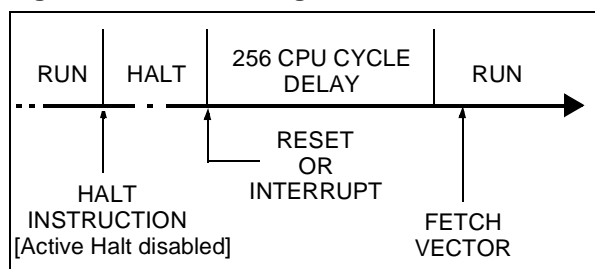 RUN HALT 256 CPU CYCLE DELAY RUN
RESET
OR
INTERRUPT
HALT
INSTRUCTION
[Active Halt disabled]
FETCH
VECTOR